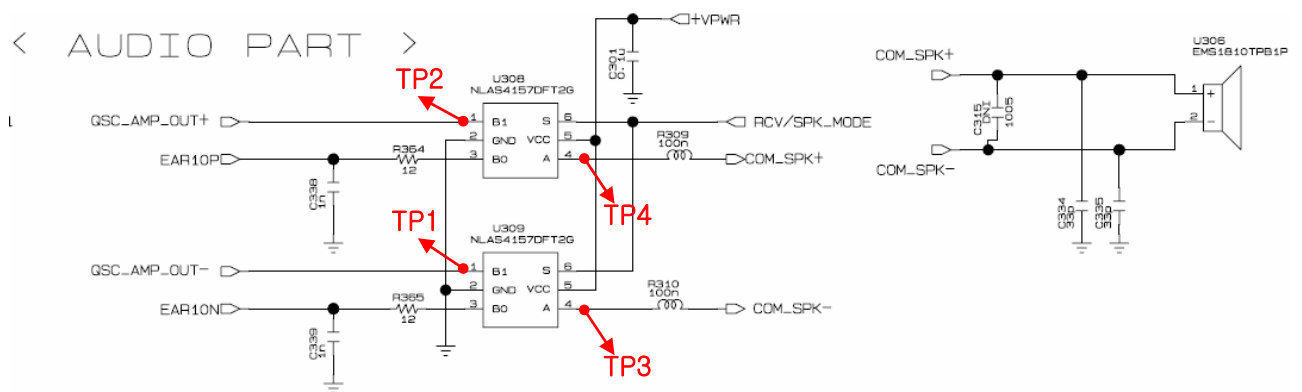 < AUDIO PART >
+VPWR
C301
0.1u
TP2
U308
NLAS4157DFT2G
QSC_AMP_OUT+
1 B1 S 6
2 GND VCC 5
3 B0 A 4
RCV/SPK_MODE
EAR10P
R364
12
R309
100n
COM_SPK+
C338
1n
TP4
TP1
U309
NLAS4157DFT2G
QSC_AMP_OUT-
1 B1 S 6
2 GND VCC 5
3 B0 A 4
EAR10N
R365
12
R310
100n
COM_SPK-
C339
1n
TP3
COM_SPK+
U306
EMS1810TPB1P
1 +
2 -
C315
DNI
1005
COM_SPK-
C334
33p
C335
33p